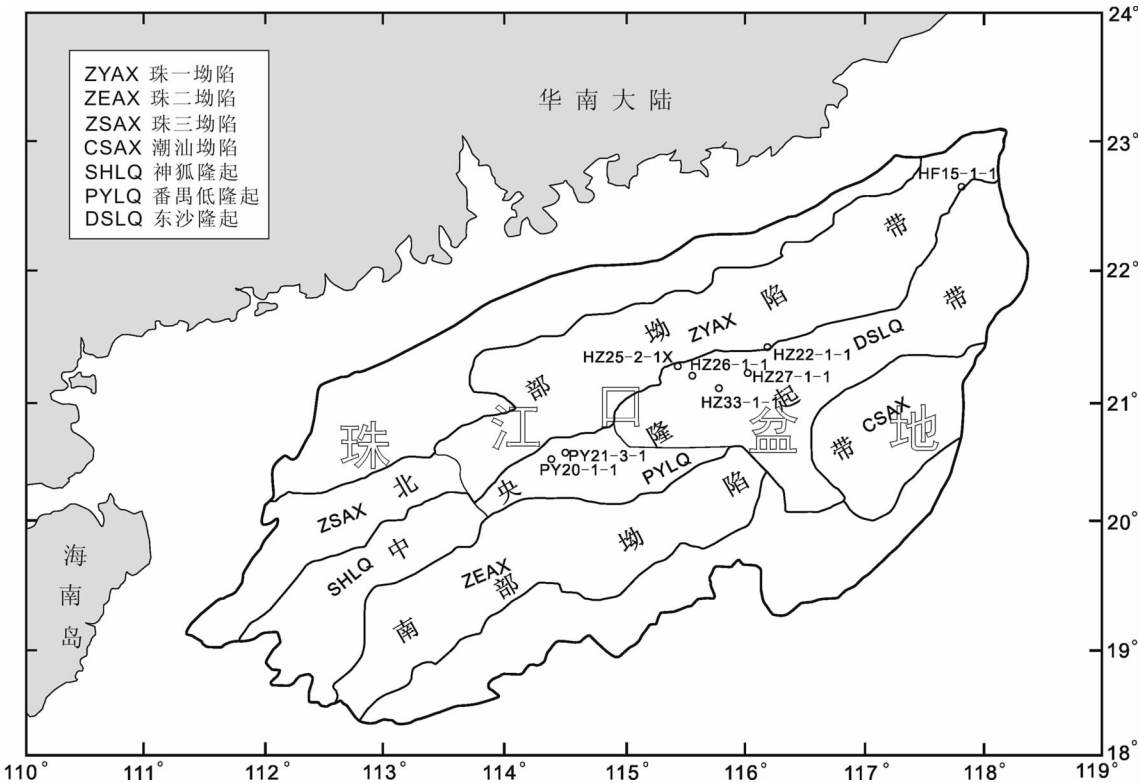 ZYAX 珠一坳陷
ZEAX 珠二坳陷
ZSAX 珠三坳陷
CSAX 潮汕坳陷
SHLQ 神狐隆起
PYLQ 番禺低隆起
DSLQ 东沙隆起
华南大陆
海南岛
珠江口盆地
北部坳陷带
中央隆起带
南部坳陷带
ZYAX
DSLQ
CSAX
PYLQ
ZSAX
SHLQ
ZEAX
HF15-1-1
HZ25-2-1X
HZ26-1-1
HZ22-1-1
HZ27-1-1
HZ33-1-
PY21-3-1
PY20-1-1
24°
23°
22°
21°
20°
19°
18°
110°
111°
112°
113°
114°
115°
116°
117°
118°
119°